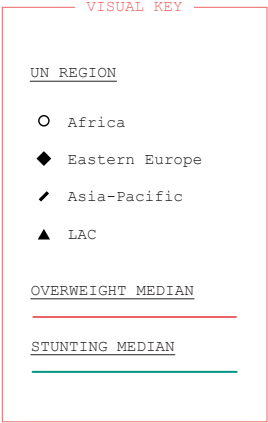 VISUAL KEY
UN REGION
Africa
Eastern Europe
Asia-Pacific
LAC
OVERWEIGHT MEDIAN
STUNTING MEDIAN